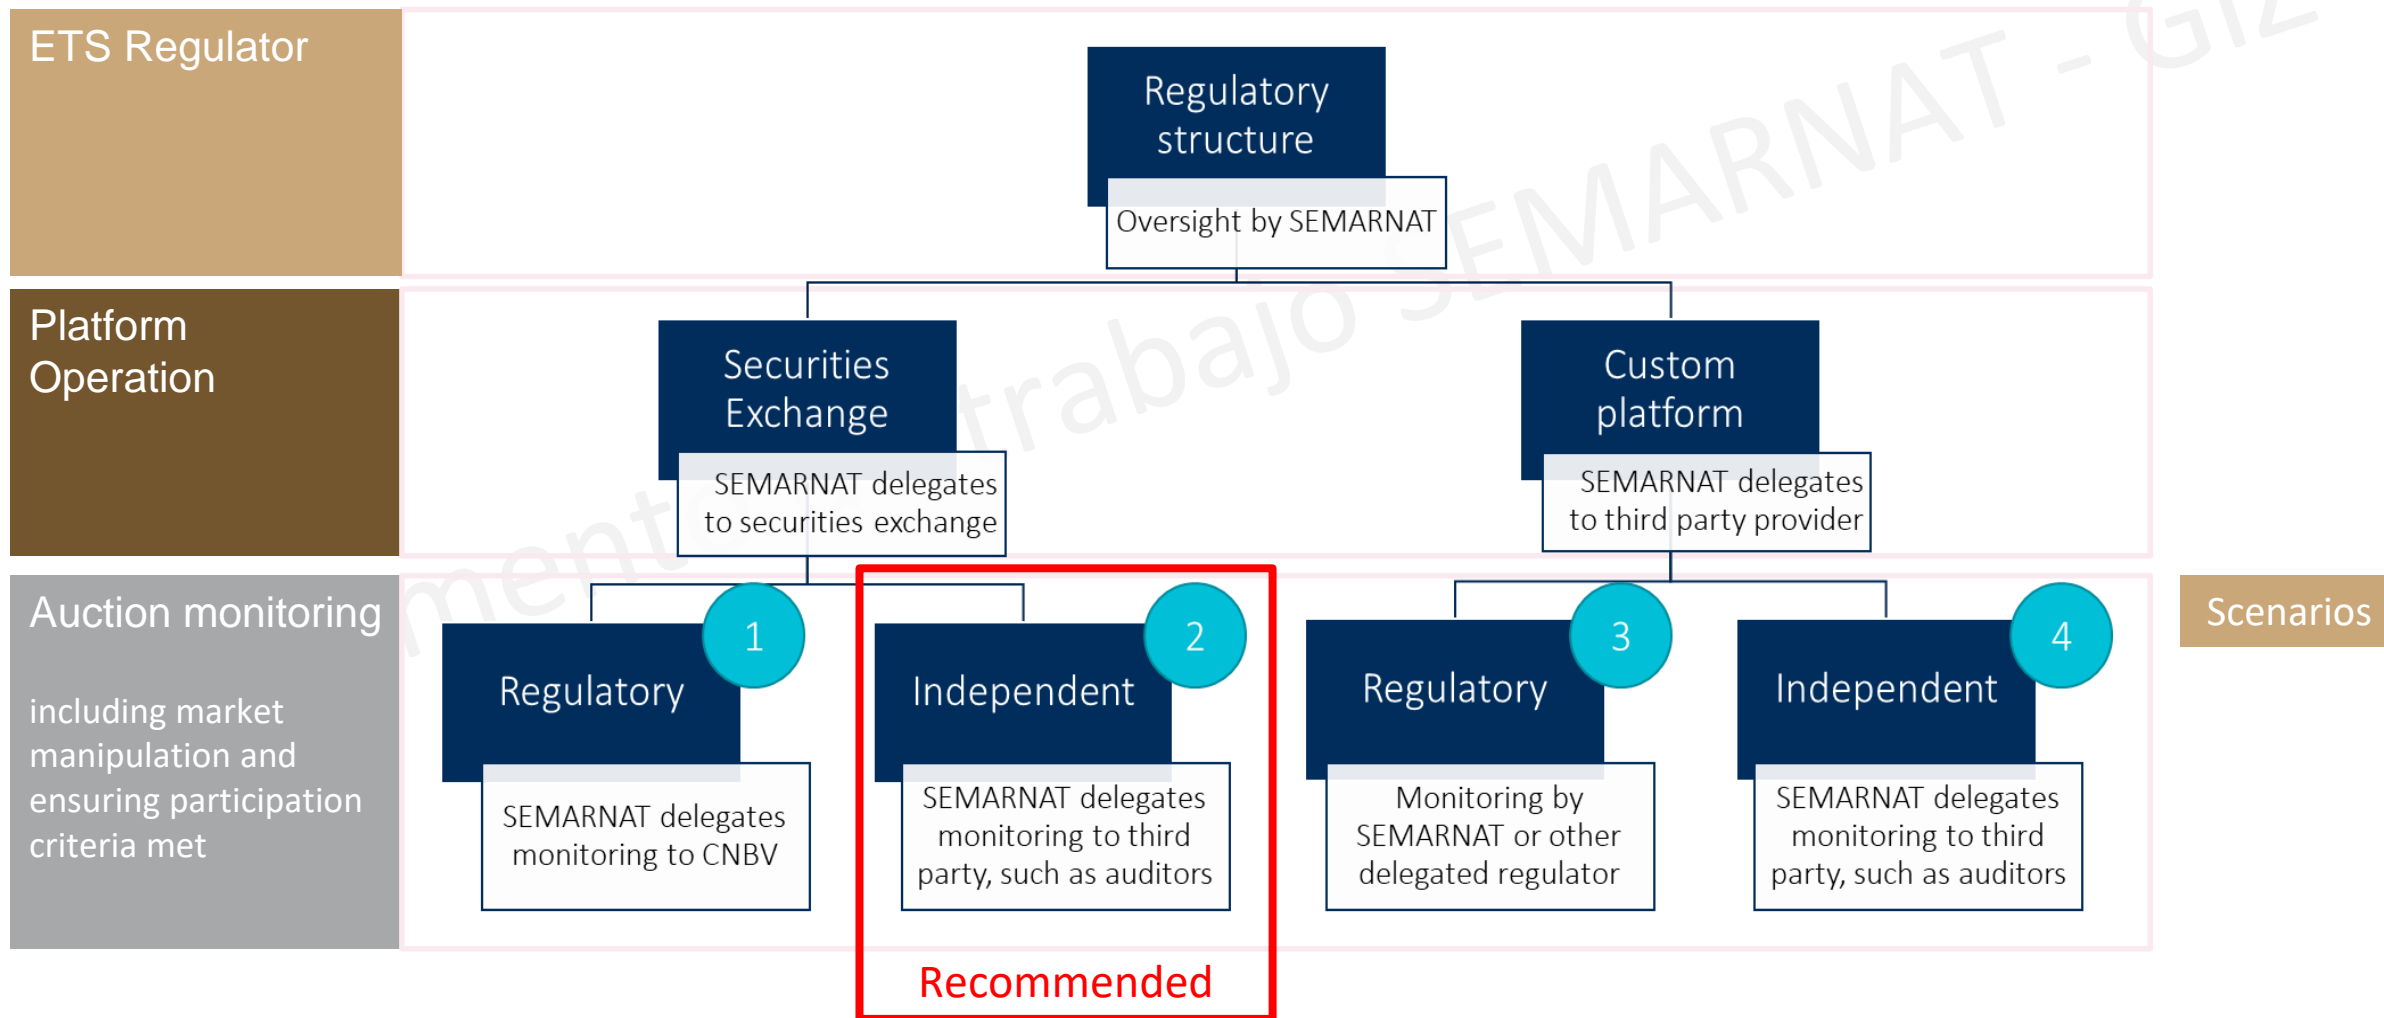 ETS Regulator
Regulatory
structure
Oversight by SEMARNAT
Platform
Operation
Securities
Exchange
SEMARNAT delegates
to securities exchange
Custom
platform
SEMARNAT delegates
to third party provider
Auction monitoring
including market
manipulation and
ensuring participation
criteria met
1
Regulatory
SEMARNAT delegates
monitoring to CNBV
2
Independent
SEMARNAT delegates
monitoring to third
party, such as auditors
Recommended
3
Regulatory
Monitoring by
SEMARNAT or other
delegated regulator
4
Independent
SEMARNAT delegates
monitoring to third
party, such as auditors
Scenarios
trabajo SEMARNAT - GIZ